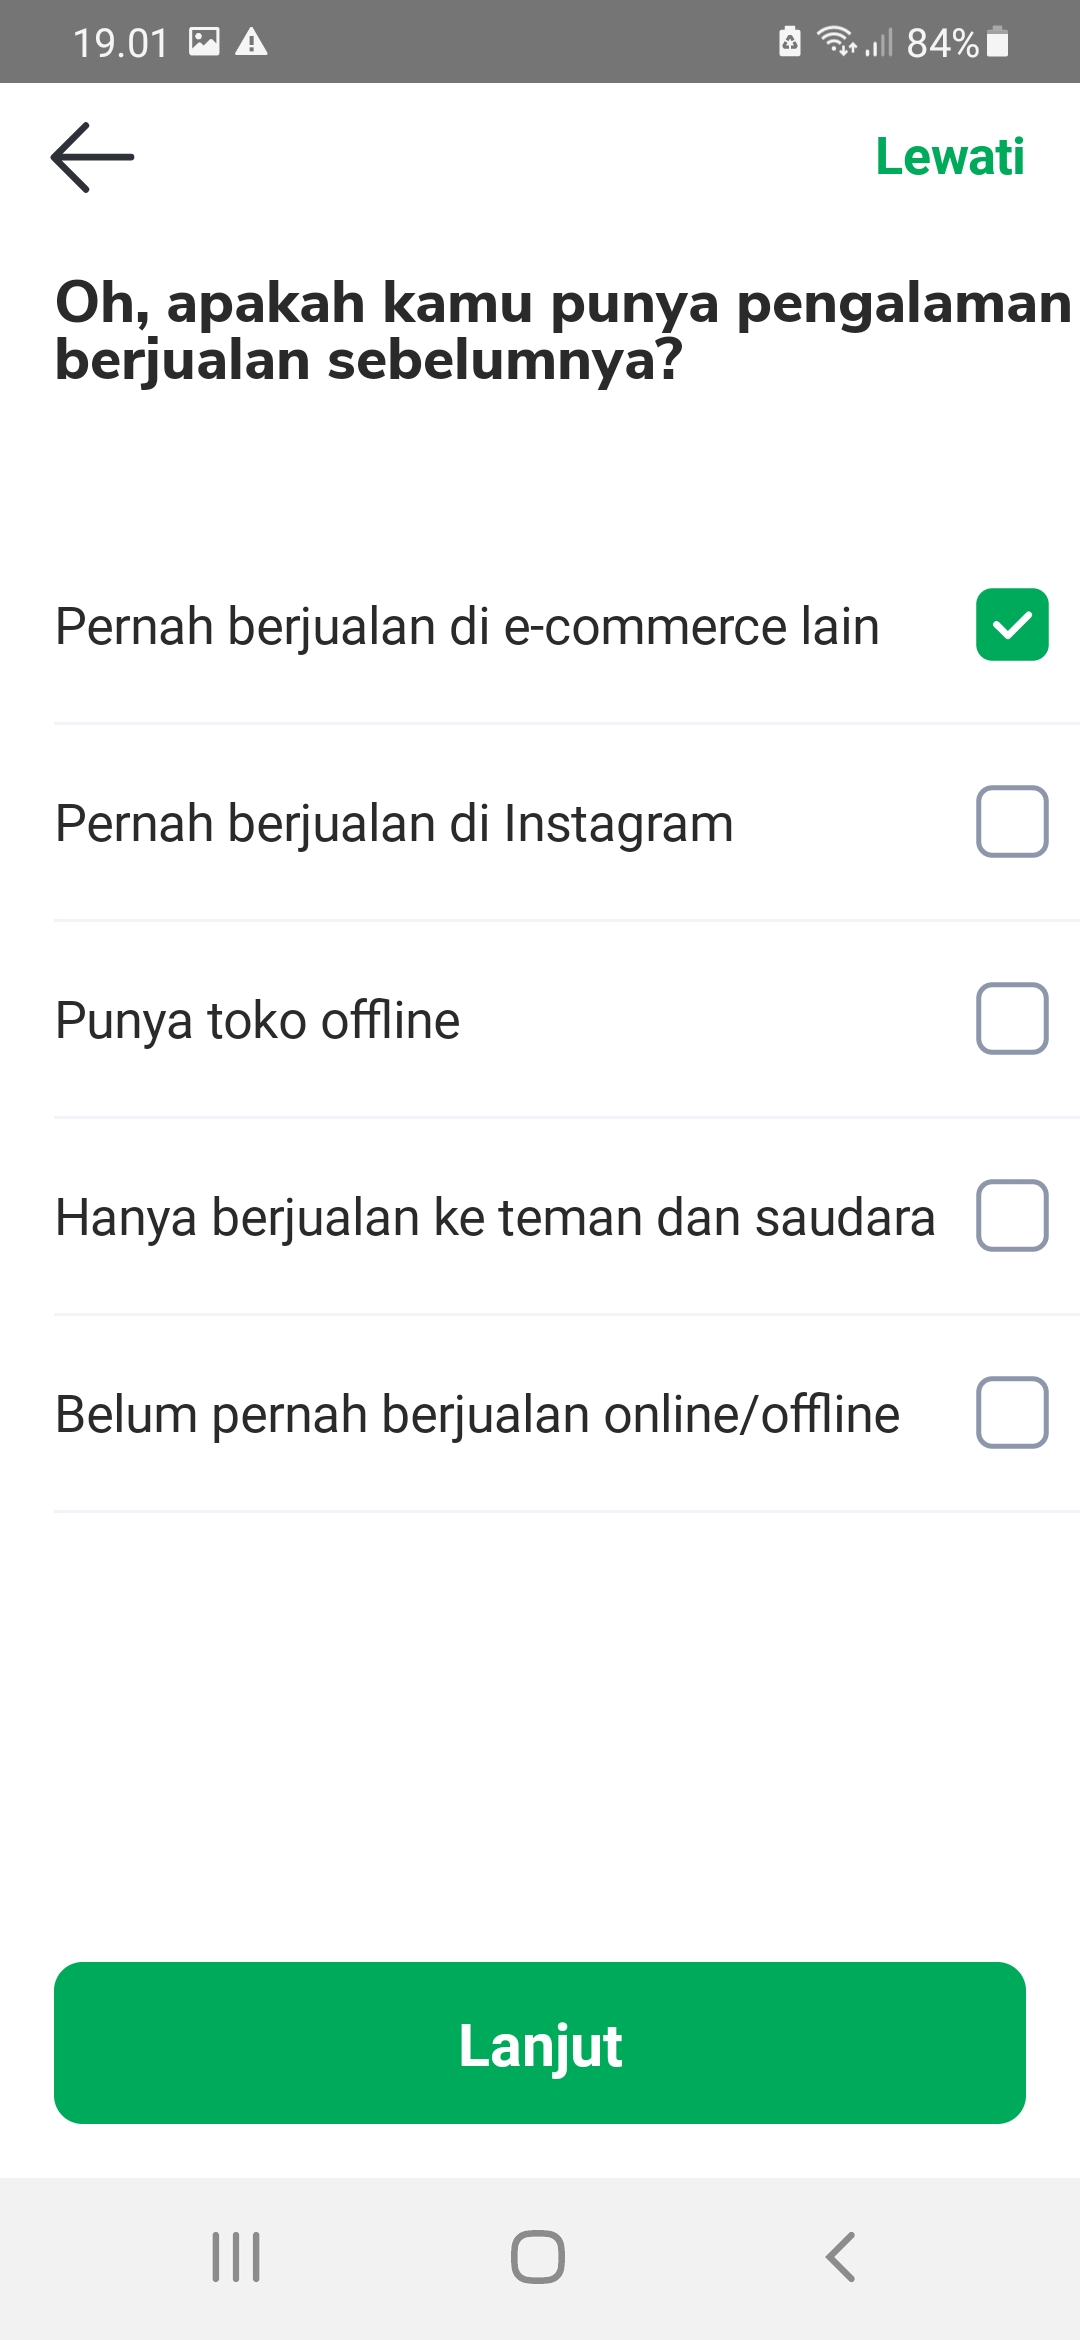 19.01
84%
Lewati
Oh, apakah kamu punya pengalaman
berjualan sebelumnya?
Pernah berjualan di e-commerce lain
Pernah berjualan di Instagram
Punya toko offline
Hanya berjualan ke teman dan saudara
Belum pernah berjualan online/offline
Lanjut